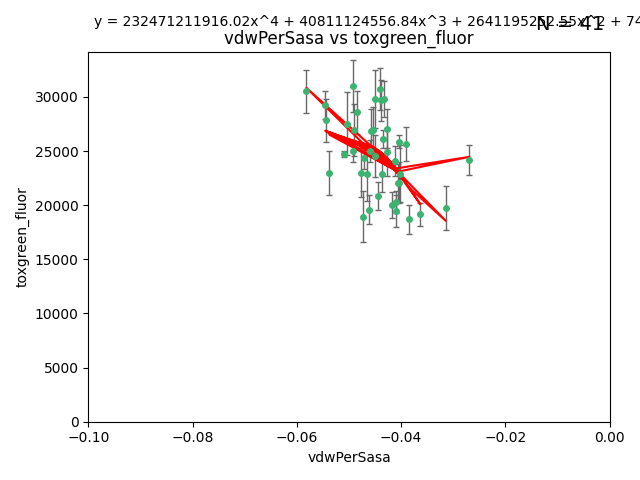 y = 232471211916.02x^4 + 40811124556.84x^3 + + 74
N = 41
vdwPerSasa vs toxgreen_fluor
toxgreen_fluor
30000
25000
20000
15000
10000
5000
0
−0.10 −0.08 −0.06 −0.04 −0.02 0.00
vdwPerSasa